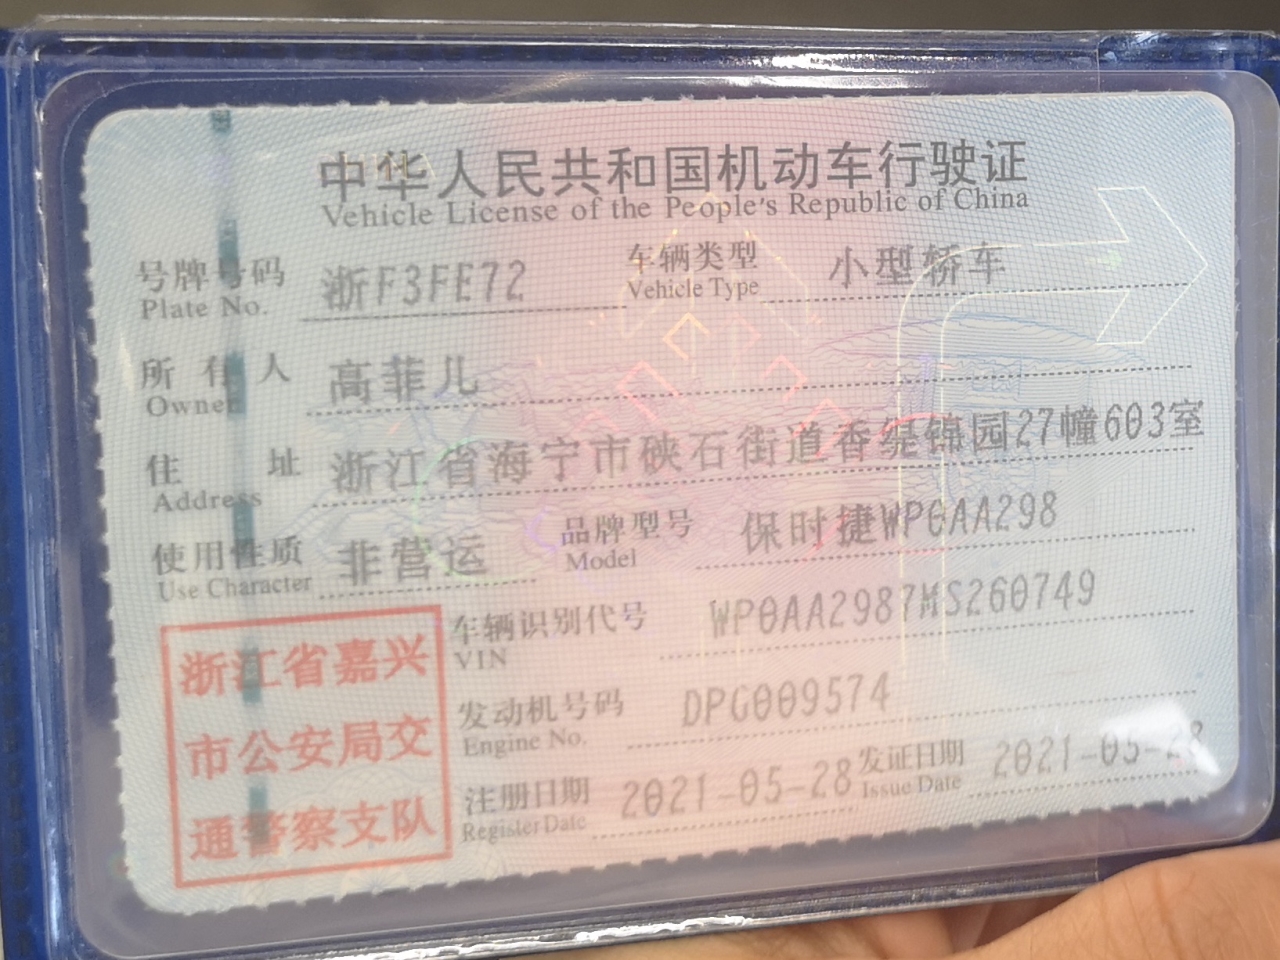 中华人民共和国机动车行驶证
Vehicle License of the People's Republic of China
号牌号码 浙F3FE72 车辆类型 小型轿车
Plate No. Vehicle Type
所有人 高菲儿
Owner
住址 浙江省海宁市硖石街道香缇锦园27幢603室
Address
使用性质 非营运 品牌型号 保时捷WP0AA298
Use Character Model
车辆识别代号 WP0AA2987MS260749
VIN
发动机号码 DPG009574
Engine No.
注册日期 2021-05-28 发证日期 2021-05-28
Register Date Issue Date
浙江省嘉兴
市公安局交
通警察支队